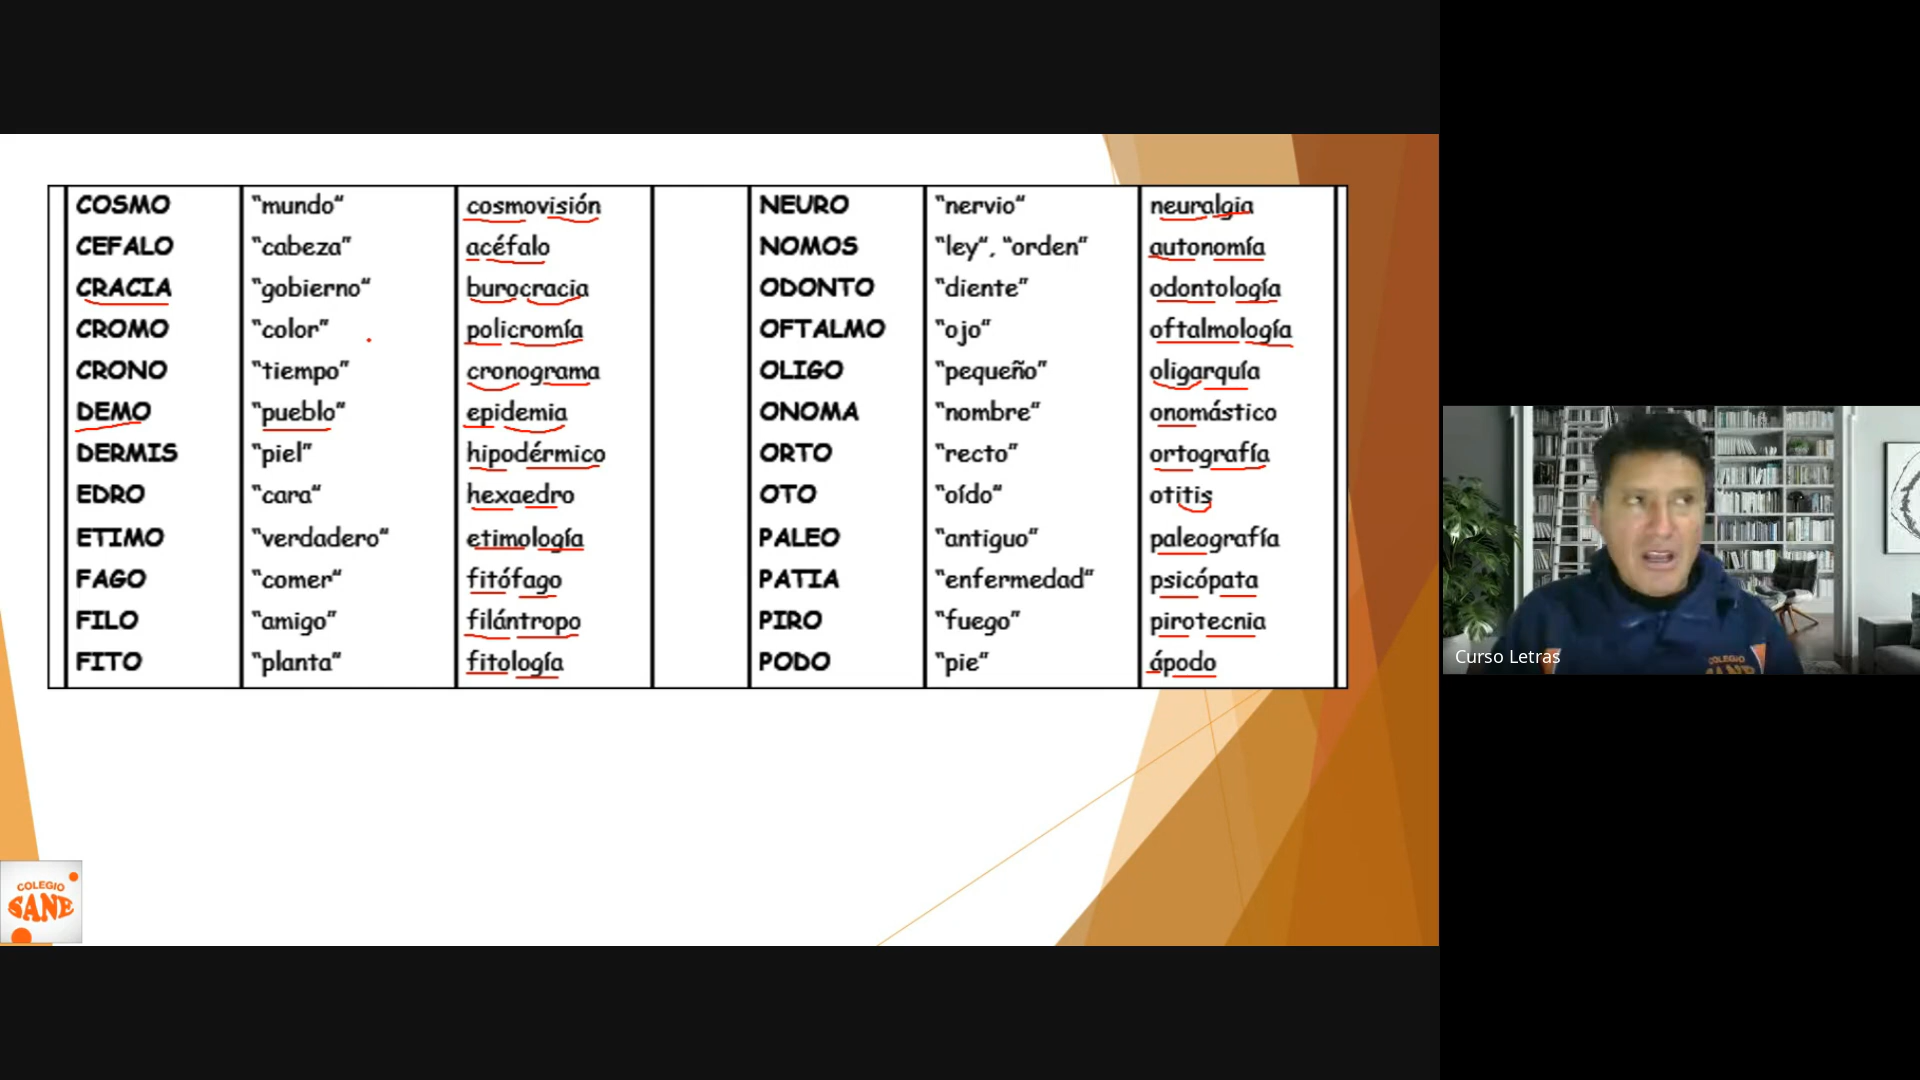 COSMO “mundo” cosmovisión NEURO “nervio” neuralgia
CEFALO “cabeza” acéfalo NOMOS “ley”, “orden” autonomía
CRACIA “gobierno” burocracia ODONTO “diente” odontología
CROMO “color” policromía OFTALMO “ojo” oftalmología
CRONO “tiempo” cronograma OLIGO “pequeño” oligarquía
DEMO “pueblo” epidemia ONOMA “nombre” onomástico
DERMIS “piel” hipodérmico ORTO “recto” ortografía
EDRO “cara” hexaedro OTO “oído” otitis
ETIMO “verdadero” etimología PALEO “antiguo” paleografía
FAGO “comer” fitófago PATIA “enfermedad” psicópata
FILO “amigo” filántropo PIRO “fuego” pirotecnia
FITO “planta” fitología PODO “pie” ápodo
Curso Letras
COLEGIO
COLEGIO
SANE